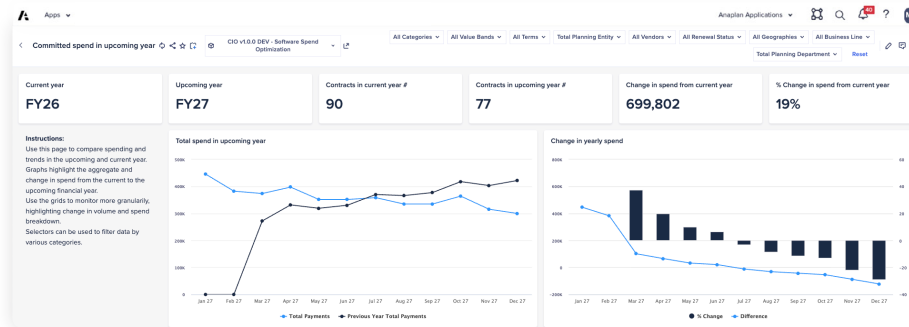 Apps
Anaplan Applications
40
?
Committed spend in upcoming year
CIO v1.0.0 DEV - Software Spend
Optimization
All Categories
All Value Bands
All Terms
Total Planning Entity
All Vendors
All Renewal Status
All Geographies
All Business Line
Total Planning Department
Reset
Current year
FY26
Upcoming year
FY27
Contracts in current year #
90
Contracts in upcoming year #
77
Change in spend from current year
699,802
% Change in spend from current year
19%
Instructions:
Use this page to compare spending and
trends in the upcoming and current year.
Graphs highlight the aggregate and
change in spend from the current to the
upcoming financial year.
Use the grids to monitor more granularly,
highlighting change in volume and spend
breakdown.
Selectors can be used to filter data by
various categories.
Total spend in upcoming year
500K
400K
300K
200K
100K
0
Jan 27 Feb 27 Mar 27 Apr 27 May 27 Jun 27 Jul 27 Aug 27 Sep 27 Oct 27 Nov 27 Dec 27
Total Payments Previous Year Total Payments
Change in yearly spend
800K
600K
400K
200K
0
-200K
60
40
20
0
-20
-40
Jan 27 Feb 27 Mar 27 Apr 27 May 27 Jun 27 Jul 27 Aug 27 Sep 27 Oct 27 Nov 27 Dec 27
% Change Difference